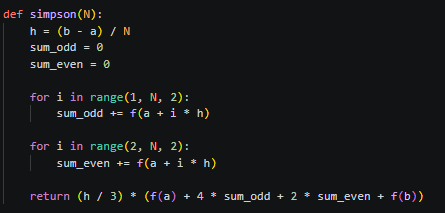 def simpson(N):
    h = (b - a) / N
    sum_odd = 0
    sum_even = 0

    for i in range(1, N, 2):
        sum_odd += f(a + i * h)

    for i in range(2, N, 2):
        sum_even += f(a + i * h)

    return (h / 3) * (f(a) + 4 * sum_odd + 2 * sum_even + f(b))